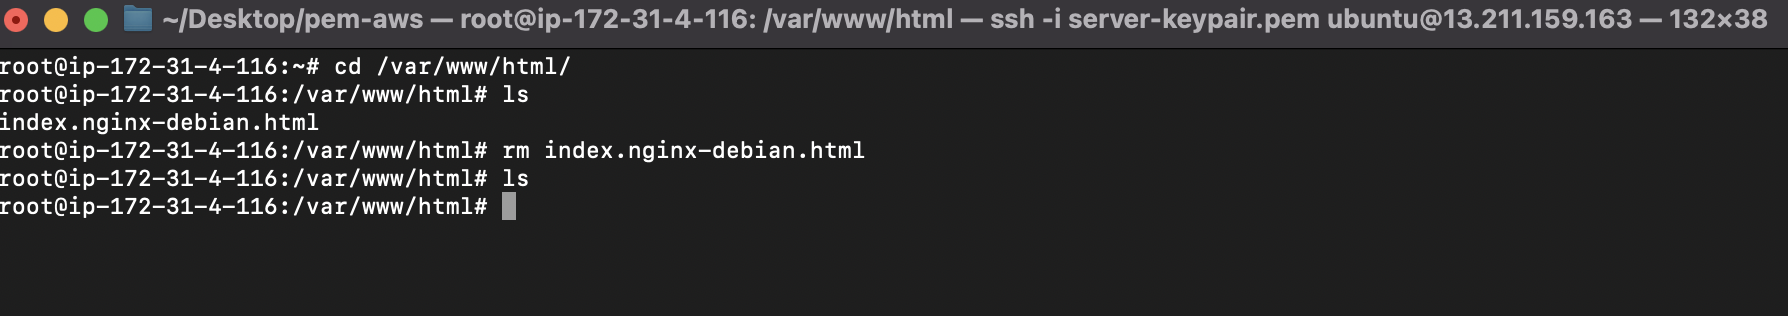 ~/Desktop/pem-aws — root@ip-172-31-4-116: /var/www/html — ssh -i server-keypair.pem ubuntu@13.211.159.163 — 132×38
root@ip-172-31-4-116:~# cd /var/www/html/
root@ip-172-31-4-116:/var/www/html# ls
index.nginx-debian.html
root@ip-172-31-4-116:/var/www/html# rm index.nginx-debian.html
root@ip-172-31-4-116:/var/www/html# ls
root@ip-172-31-4-116:/var/www/html#